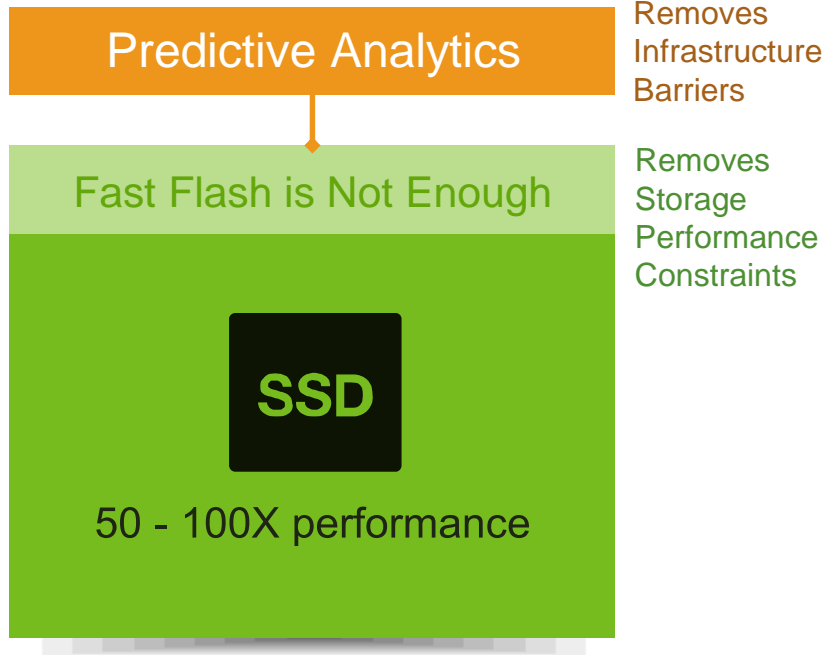 Predictive Analytics
Removes
Infrastructure
Barriers
Fast Flash is Not Enough
Removes
Storage
Performance
Constraints
SSD
50 - 100X performance